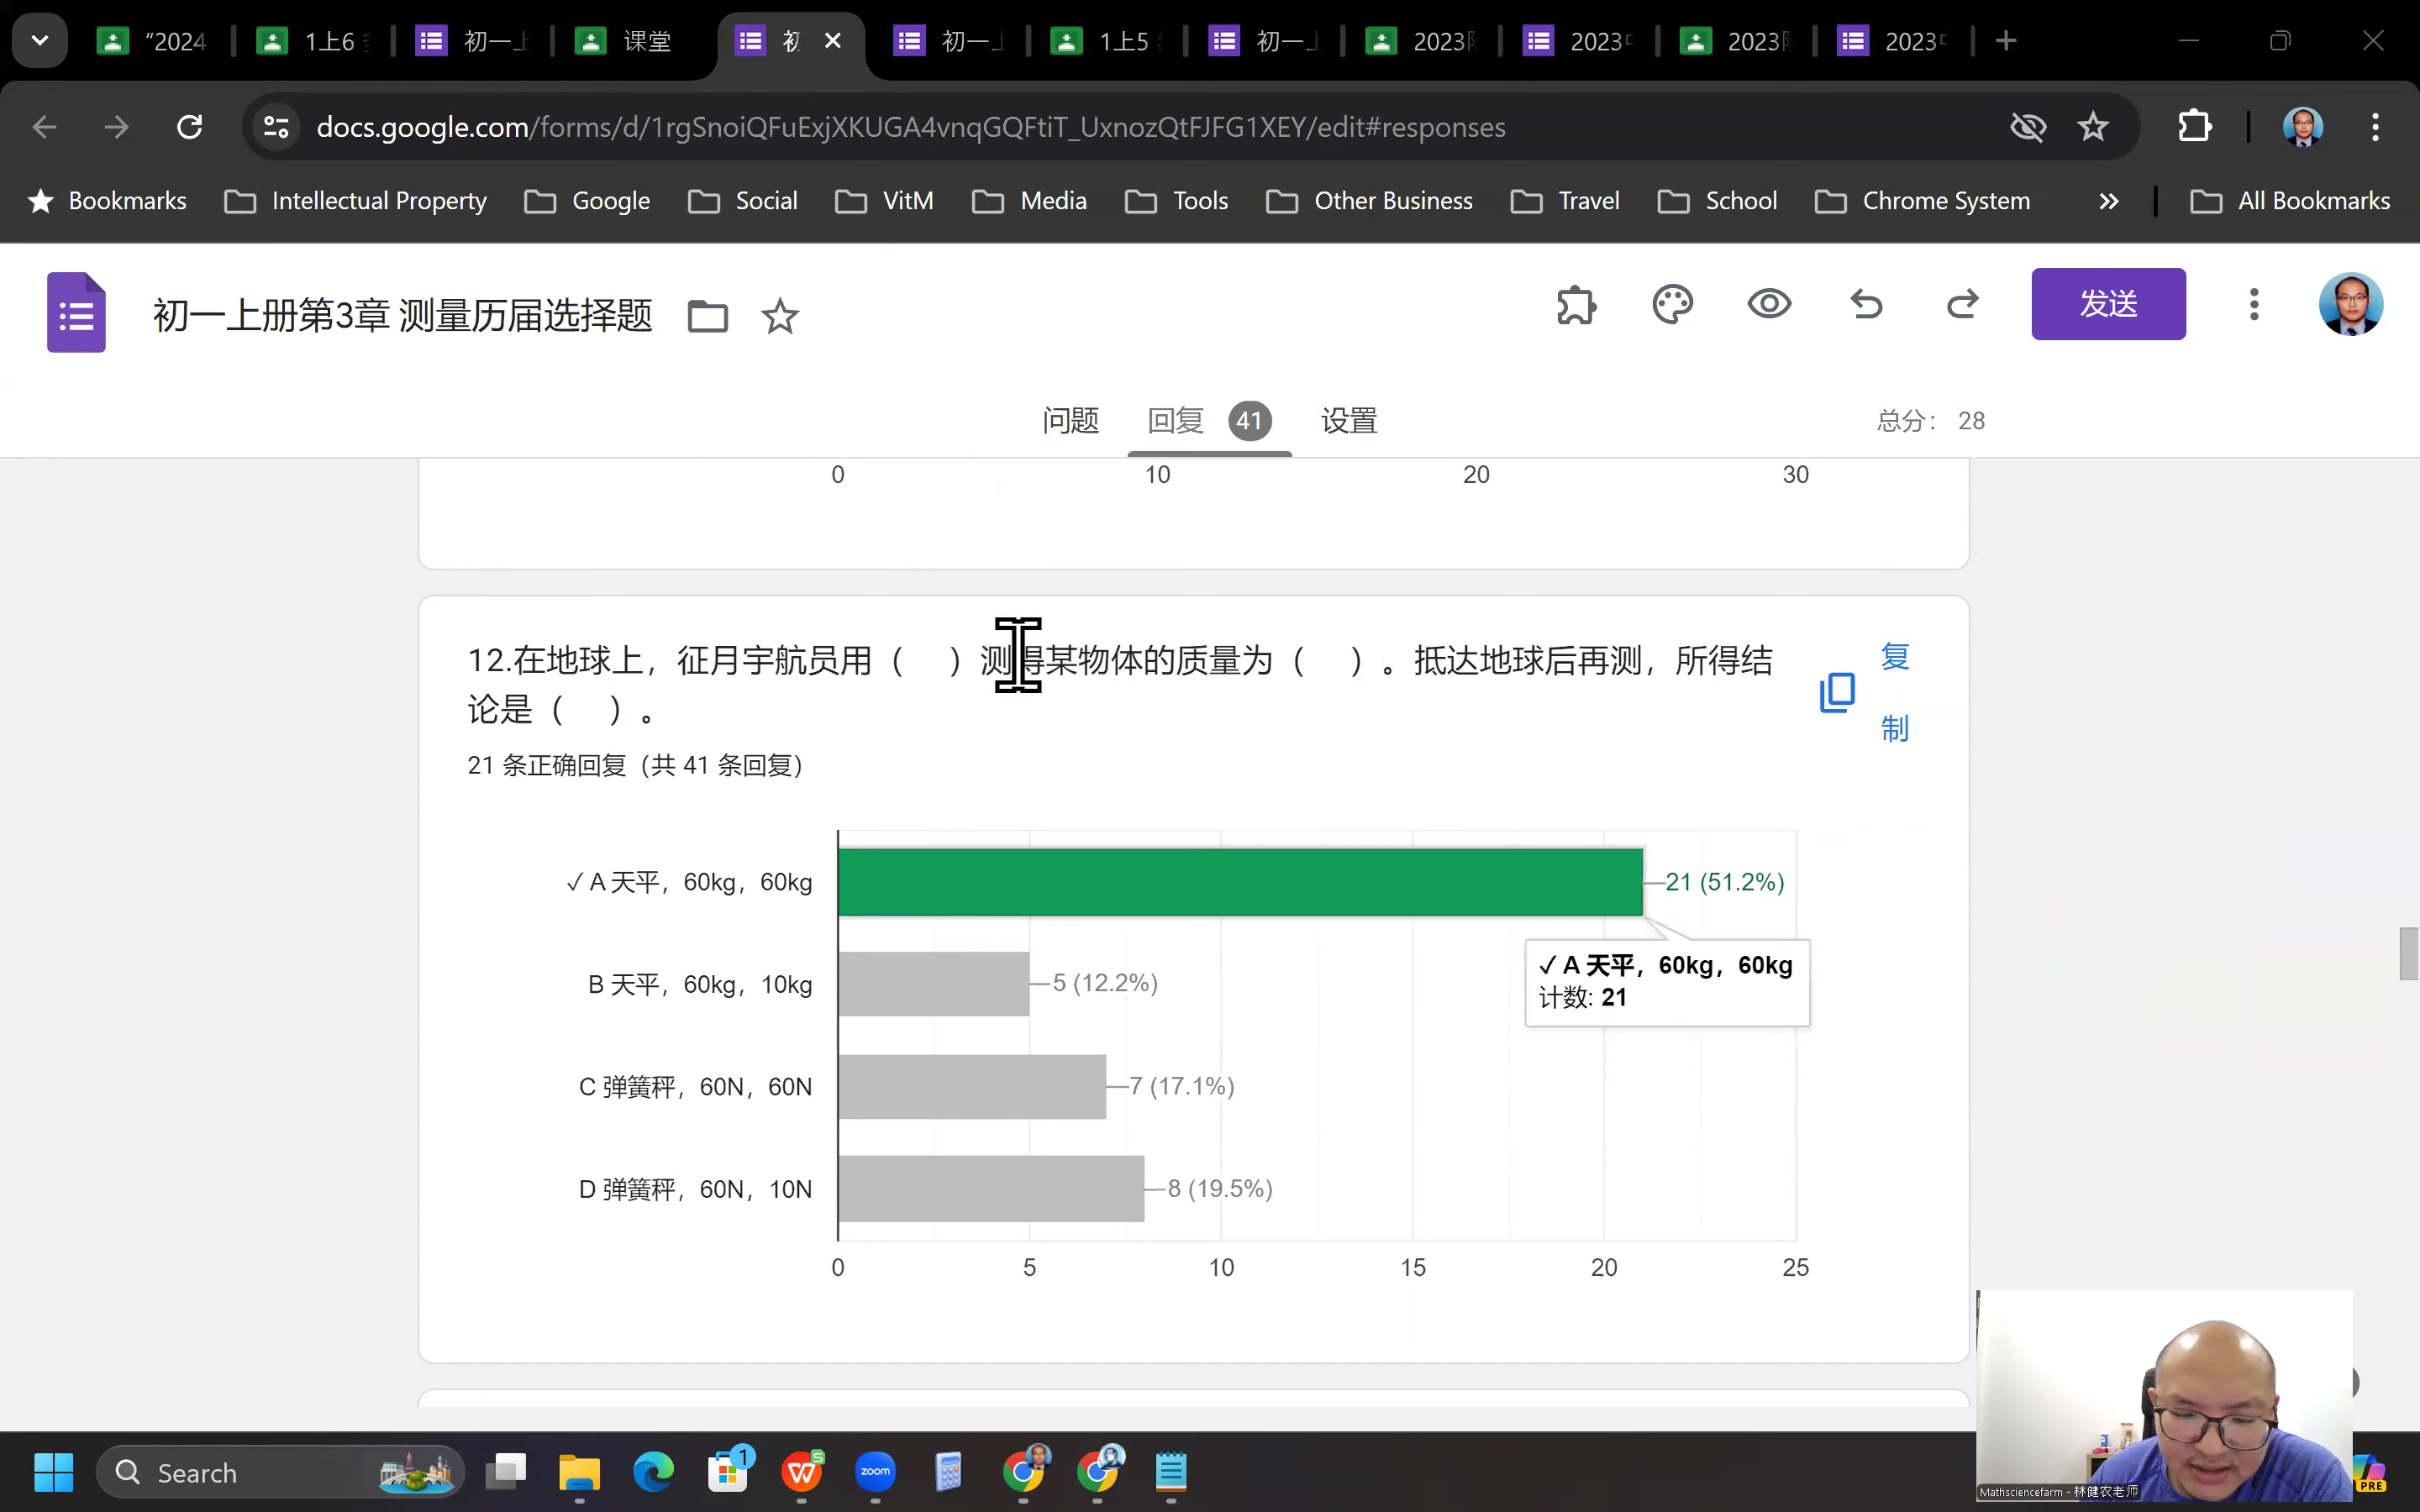 “2024
1上6
初一上
课堂
初
初一上
1上5
初一上
2023
2023
2023
2023
docs.google.com/forms/d/1rgSnoiQFuExjXKUGA4vnqGQFtiT_UxnozQtFJFG1XEY/edit#responses
Bookmarks
Intellectual Property
Google
Social
VitM
Media
Tools
Other Business
Travel
School
Chrome System
All Bookmarks
初一上册第3章 测量历届选择题
发送
问题
回复 41
设置
总分： 28
0 10 20 30
12.在地球上，征月宇航员用（ ）测得某物体的质量为（ ）。抵达地球后再测，所得结
论是（ ）。
复
制
21 条正确回复（共 41 条回复）
✓ A 天平，60kg，60kg
21 (51.2%)
✓ A 天平，60kg，60kg
计数: 21
B 天平，60kg，10kg
5 (12.2%)
C 弹簧秤，60N，60N
7 (17.1%)
D 弹簧秤，60N，10N
8 (19.5%)
0 5 10 15 20 25
Search
1
zoom
PRE
Mathsciencefarm - 林健农老师